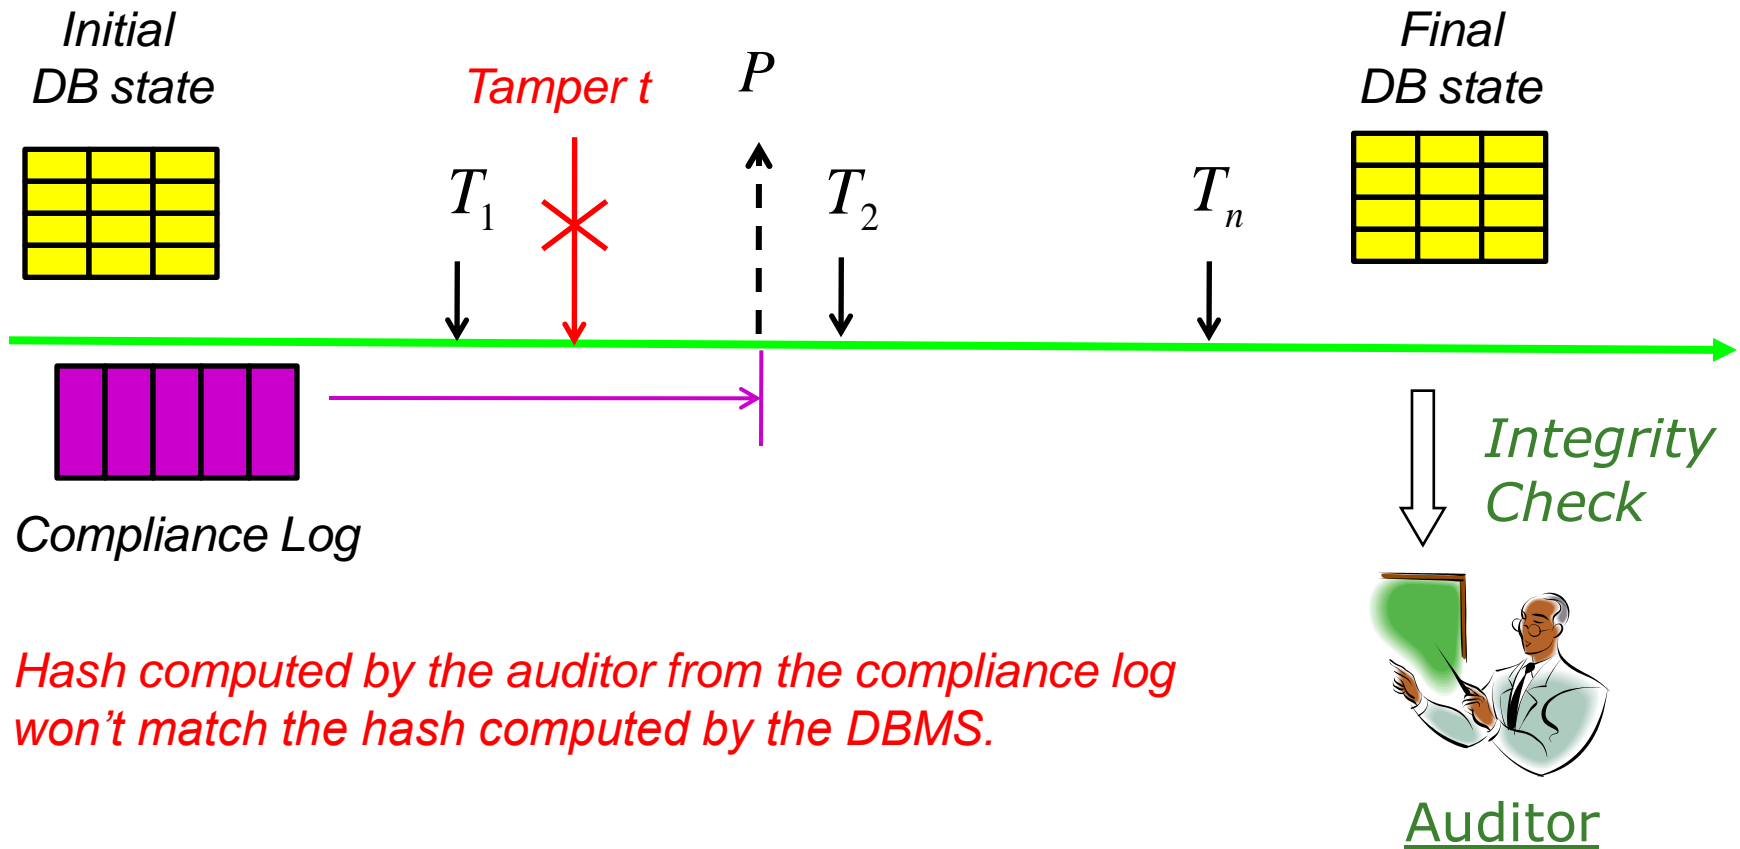 Initial
DB state
Tamper t
P
Final
DB state
T1
T2
Tn
Compliance Log
Integrity
Check
Hash computed by the auditor from the compliance log
won’t match the hash computed by the DBMS.
Auditor